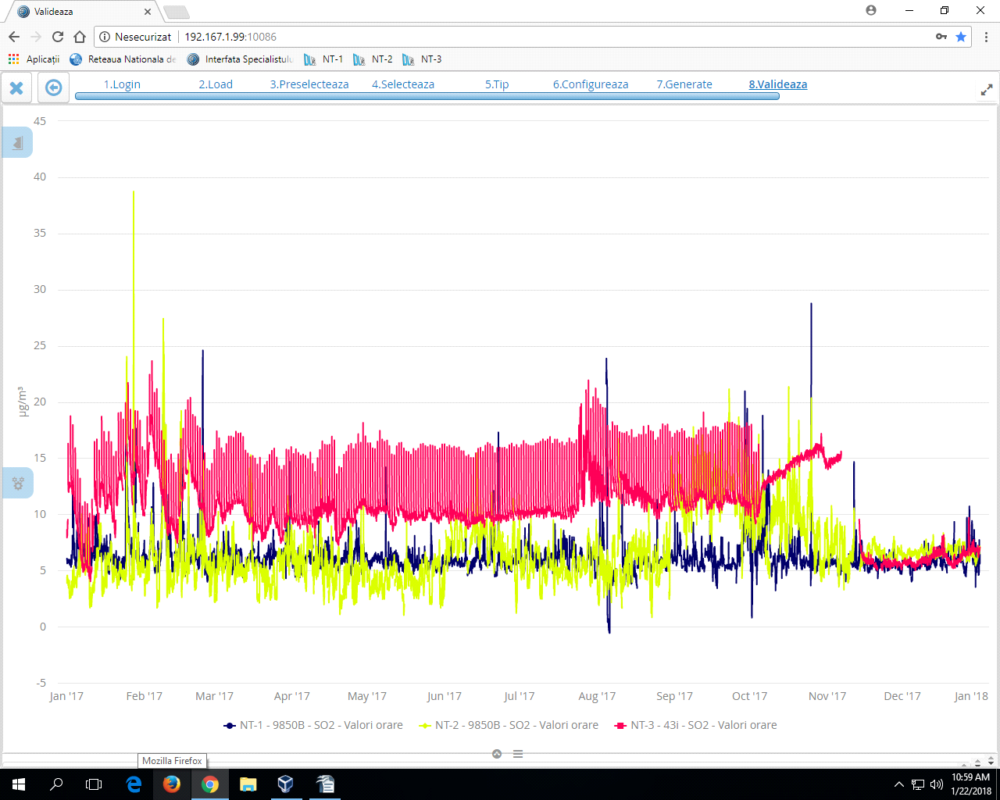 Valideaza
Nesecurizat 192.167.1.99:10086
Aplicații Reteaua Nationala de Interfata Specialistulu NT-1 NT-2 NT-3
1.Login 2.Load 3.Preselecteaza 4.Selecteaza 5.Tip 6.Configureaza 7.Generate 8.Valideaza
45
40
35
30
25
20
15
10
5
0
-5
µg/m³
Jan '17 Feb '17 Mar '17 Apr '17 May '17 Jun '17 Jul '17 Aug '17 Sep '17 Oct '17 Nov '17 Dec '17 Jan '18
NT-1 - 9850B - SO2 - Valori orare NT-2 - 9850B - SO2 - Valori orare NT-3 - 43i - SO2 - Valori orare
Mozilla Firefox
10:59 AM
1/22/2018